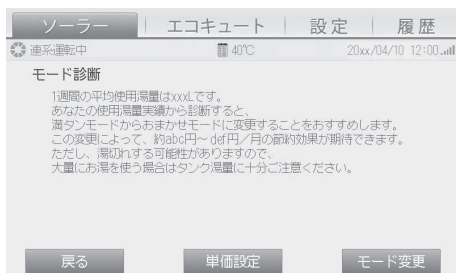 ソーラー エコキュート 設定 履歴
連系運転中 40℃ 20xx/04/10 12:00
モード診断
1週間の平均使用湯量はxxxLです。
あなたの使用湯量実績から診断すると、
満タンモードからおまかせモードに変更することをおすすめします。
この変更によって、約abc円～def円／月の節約効果が期待できます。
ただし、湯切れする可能性がありますので、
大量にお湯を使う場合はタンク湯量に十分ご注意ください。
戻る 単価設定 モード変更